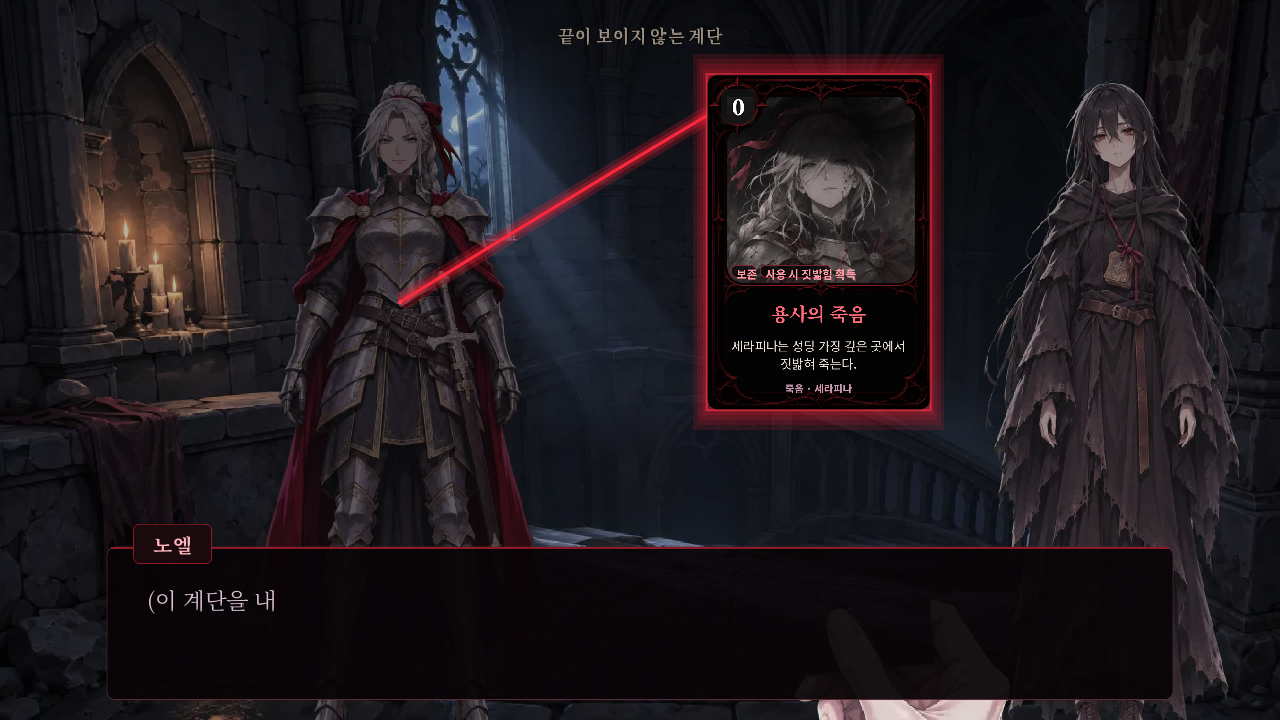 끝이 보이지 않는 계단
0
보존 사용 시 짓밟힘 획득
용사의 죽음
세라피나는 성당 가장 깊은 곳에서
짓밟혀 죽는다.
죽음 · 세라피나
노엘
(이 계단을 내